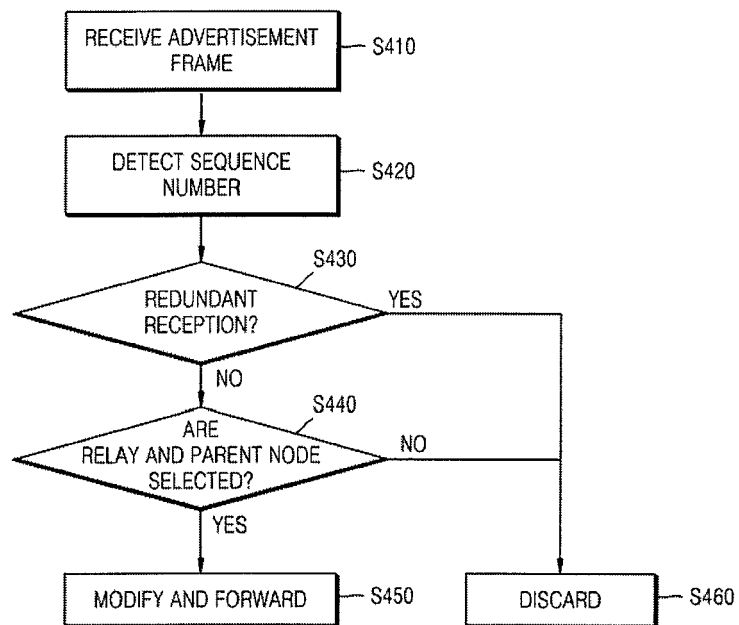 RECEIVE ADVERTISEMENT
FRAME
S410
DETECT SEQUENCE
NUMBER
S420
S430
REDUNDANT
RECEPTION?
YES
NO
S440
ARE
RELAY AND PARENT NODE
SELECTED?
NO
YES
MODIFY AND FORWARD
S450
DISCARD
S460